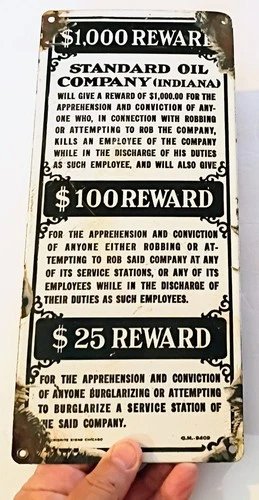 $1,000 REWARD
STANDARD OIL
COMPANY (INDIANA)
WILL GIVE A REWARD OF $1,000.00 FOR THE
APPREHENSION AND CONVICTION OF ANY-
ONE WHO, IN CONNECTION WITH ROBBING
OR ATTEMPTING TO ROB THE COMPANY,
KILLS AN EMPLOYEE OF THE COMPANY
WHILE IN THE DISCHARGE OF HIS DUTIES
AS SUCH EMPLOYEE, AND WILL ALSO GIVE
$100 REWARD
FOR THE APPREHENSION AND CONVICTION
OF ANYONE EITHER ROBBING OR AT-
TEMPTING TO ROB SAID COMPANY AT ANY
OF ITS SERVICE STATIONS, OR ANY OF ITS
EMPLOYEES WHILE IN THE DISCHARGE OF
THEIR DUTIES AS SUCH EMPLOYEES.
$25 REWARD
FOR THE APPREHENSION AND CONVICTION
OF ANYONE BURGLARIZING OR ATTEMPTING
TO BURGLARIZE A SERVICE STATION OF
THE SAID COMPANY.
SIGNS CHICAGO G.M.-9409